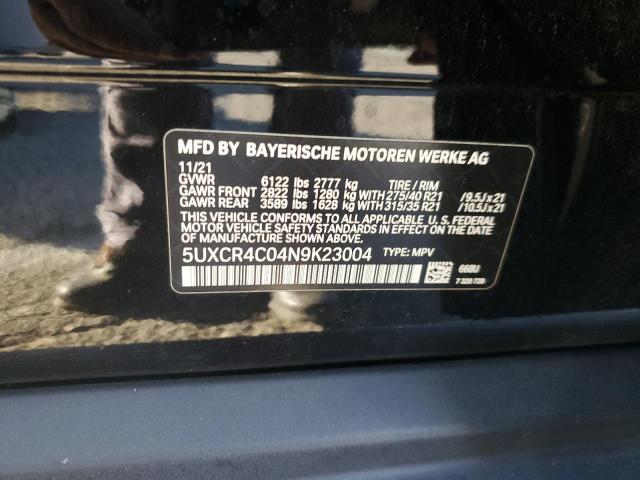 MFD BY BAYERISCHE MOTOREN WERKE AG
11/21
GVWR 6122 lbs 2777 kg TIRE / RIM
GAWR FRONT 2822 lbs 1280 kg WITH 275/40 R21 /9.5Jx21
GAWR REAR 3589 lbs 1628 kg WITH 315/35 R21 /10.5Jx21
THIS VEHICLE CONFORMS TO ALL APPLICABLE U. S. FEDERAL
MOTOR VEHICLE SAFETY STANDARDS IN EFFECT ON THE
DATE OF MANUFACTURE SHOWN ABOVE.
5UXCR4C04N9K23004 TYPE: MPV
668U